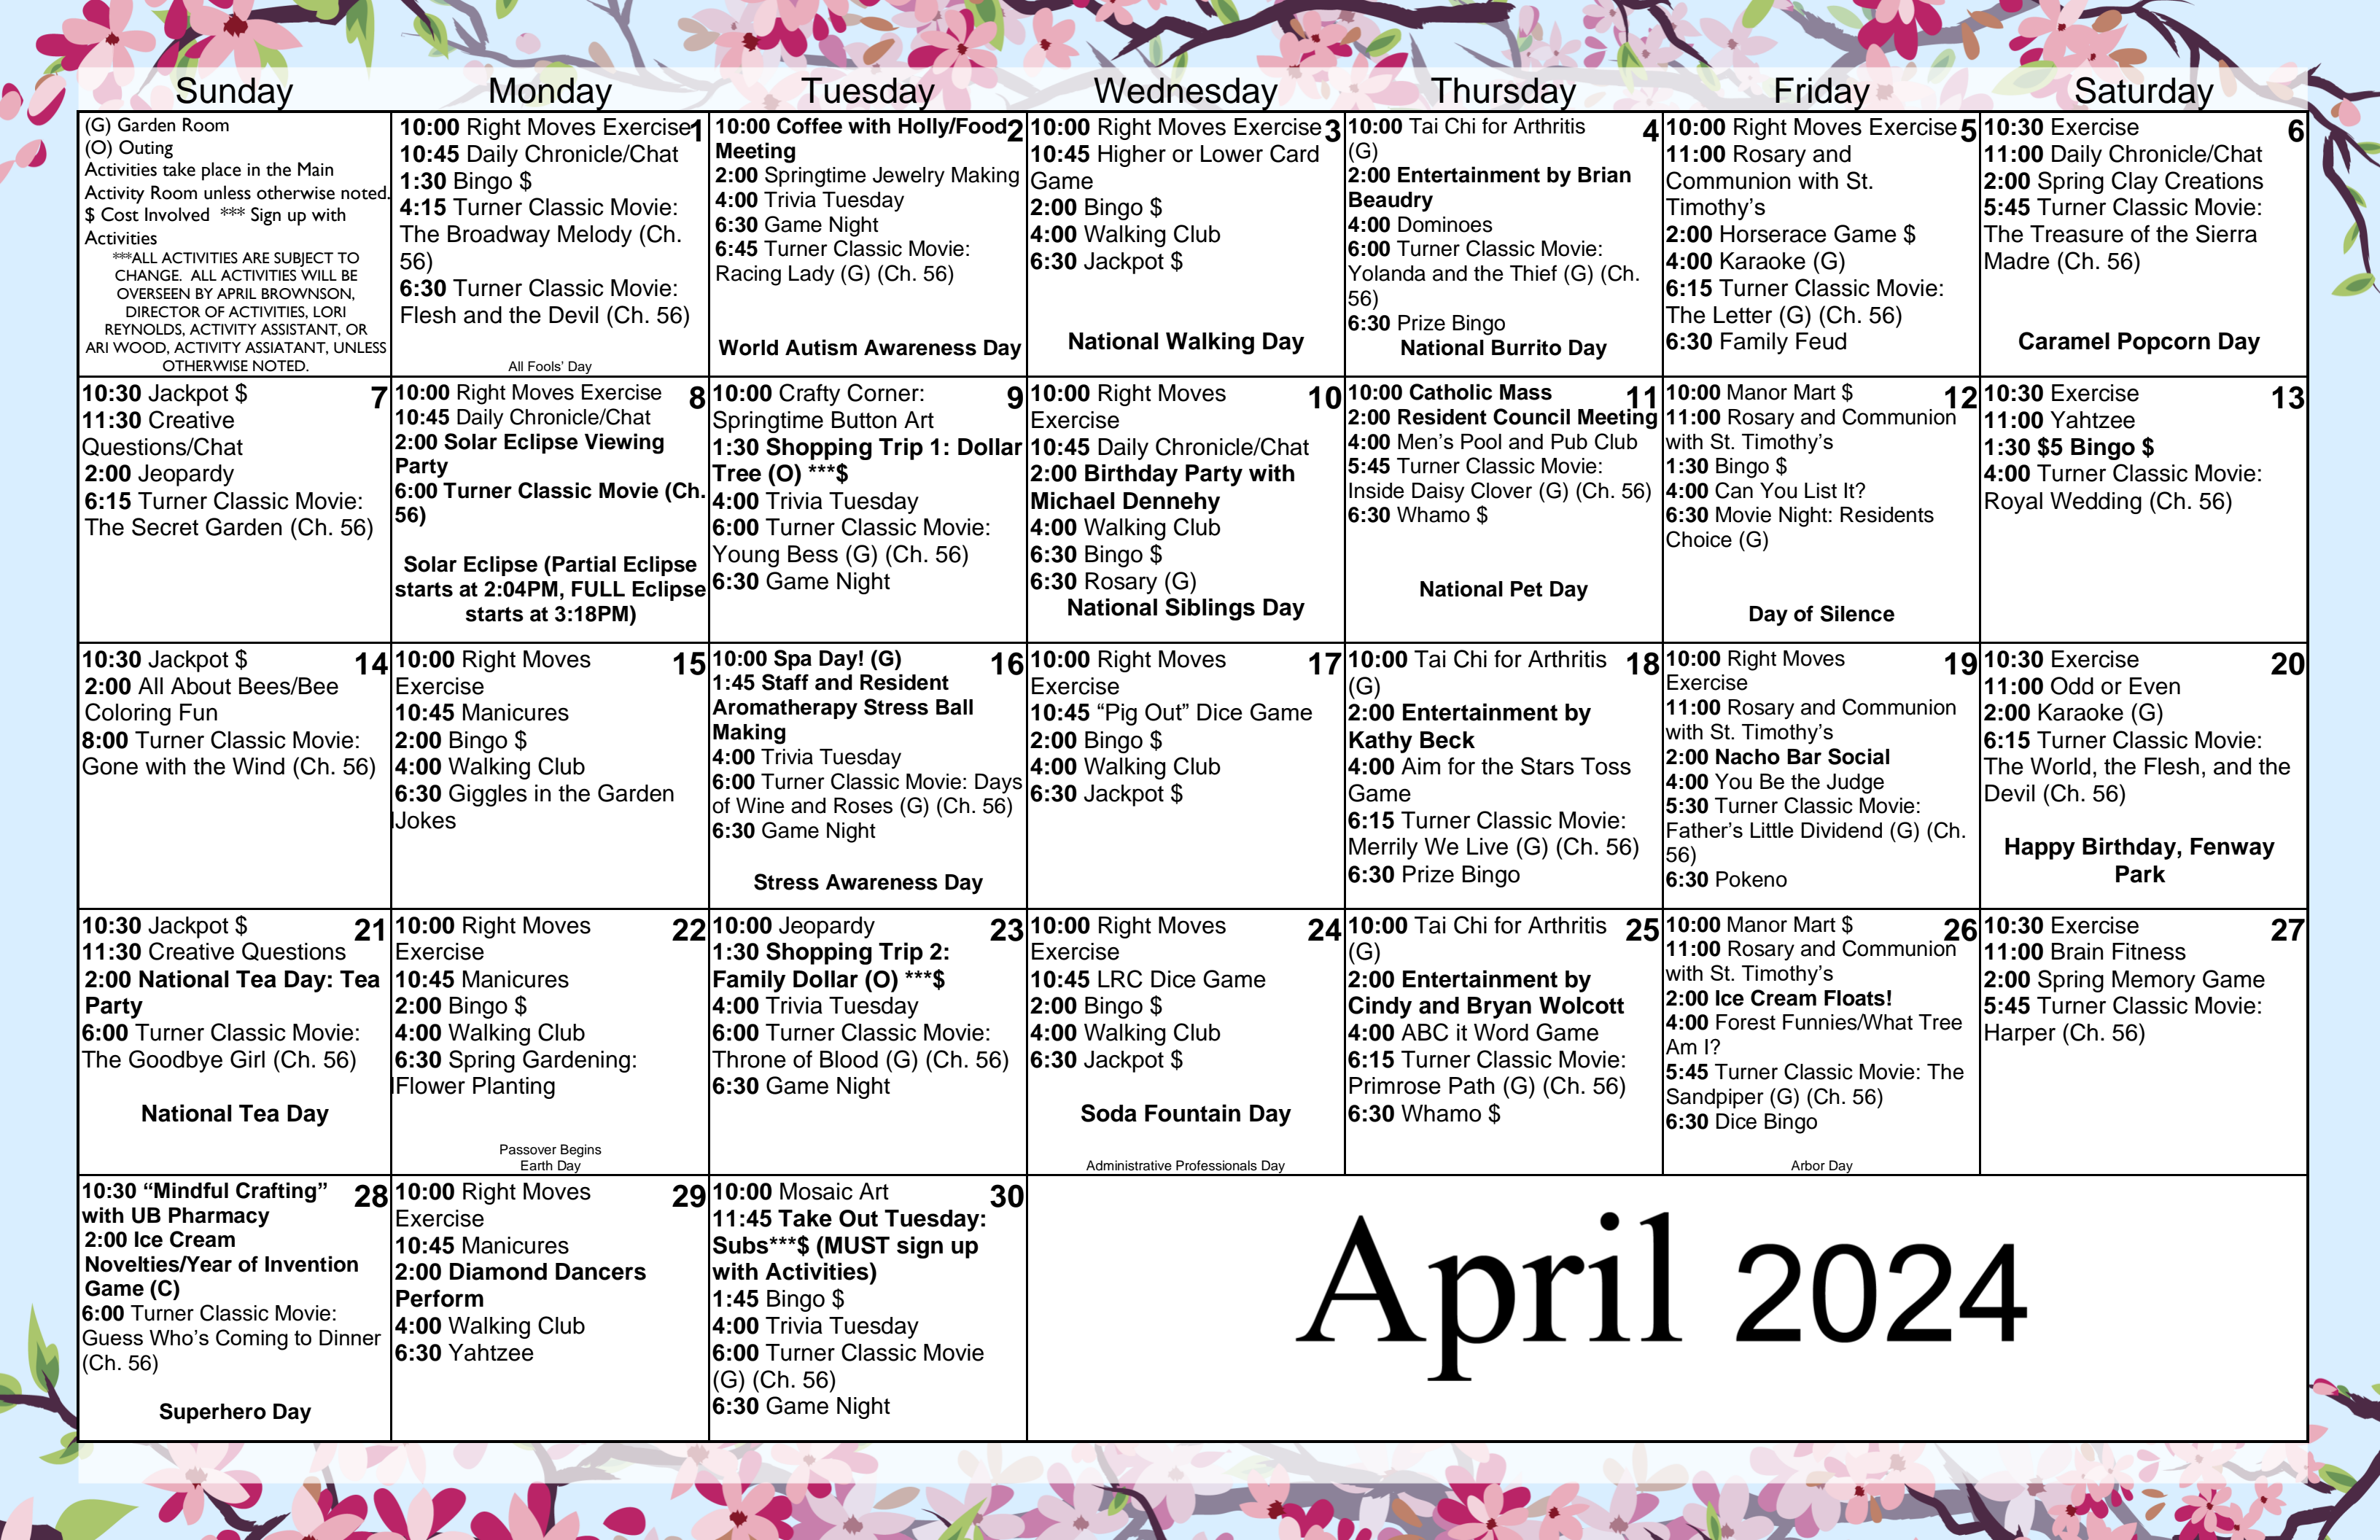 Sunday Monday Tuesday Wednesday Thursday Friday Saturday
(G) Garden Room
(O) Outing
Activities take place in the Main
Activity Room unless otherwise noted.
$ Cost Involved *** Sign up with
Activities
***ALL ACTIVITIES ARE SUBJECT TO
CHANGE. ALL ACTIVITIES WILL BE
OVERSEEN BY APRIL BROWNSON,
DIRECTOR OF ACTIVITIES, LORI
REYNOLDS, ACTIVITY ASSISTANT, OR
ARI WOOD, ACTIVITY ASSIATANT, UNLESS
OTHERWISE NOTED.
10:00 Right Moves Exercise 1
10:45 Daily Chronicle/Chat
1:30 Bingo $
4:15 Turner Classic Movie:
The Broadway Melody (Ch.
56)
6:30 Turner Classic Movie:
Flesh and the Devil (Ch. 56)
All Fools' Day
10:00 Coffee with Holly/Food 2
Meeting
2:00 Springtime Jewelry Making
4:00 Trivia Tuesday
6:30 Game Night
6:45 Turner Classic Movie:
Racing Lady (G) (Ch. 56)
World Autism Awareness Day
10:00 Right Moves Exercise 3
10:45 Higher or Lower Card
Game
2:00 Bingo $
4:00 Walking Club
6:30 Jackpot $
National Walking Day
10:00 Tai Chi for Arthritis 4
(G)
2:00 Entertainment by Brian
Beaudry
4:00 Dominoes
6:00 Turner Classic Movie:
Yolanda and the Thief (G) (Ch.
56)
6:30 Prize Bingo
National Burrito Day
10:00 Right Moves Exercise 5
11:00 Rosary and
Communion with St.
Timothy's
2:00 Horserace Game $
4:00 Karaoke (G)
6:15 Turner Classic Movie:
The Letter (G) (Ch. 56)
6:30 Family Feud
10:30 Exercise 6
11:00 Daily Chronicle/Chat
2:00 Spring Clay Creations
5:45 Turner Classic Movie:
The Treasure of the Sierra
Madre (Ch. 56)
Caramel Popcorn Day
10:30 Jackpot $ 7
11:30 Creative
Questions/Chat
2:00 Jeopardy
6:15 Turner Classic Movie:
The Secret Garden (Ch. 56)
10:00 Right Moves Exercise 8
10:45 Daily Chronicle/Chat
2:00 Solar Eclipse Viewing
Party
6:00 Turner Classic Movie (Ch.
56)
Solar Eclipse (Partial Eclipse
starts at 2:04PM, FULL Eclipse
starts at 3:18PM)
10:00 Crafty Corner: 9
Springtime Button Art
1:30 Shopping Trip 1: Dollar
Tree (O) ***$
4:00 Trivia Tuesday
6:00 Turner Classic Movie:
Young Bess (G) (Ch. 56)
6:30 Game Night
10:00 Right Moves 10
Exercise
10:45 Daily Chronicle/Chat
2:00 Birthday Party with
Michael Dennehy
4:00 Walking Club
6:30 Bingo $
6:30 Rosary (G)
National Siblings Day
10:00 Catholic Mass 11
2:00 Resident Council Meeting
4:00 Men's Pool and Pub Club
5:45 Turner Classic Movie:
Inside Daisy Clover (G) (Ch. 56)
6:30 Whamo $
National Pet Day
10:00 Manor Mart $ 12
11:00 Rosary and Communion
with St. Timothy's
1:30 Bingo $
4:00 Can You List It?
6:30 Movie Night: Residents
Choice (G)
Day of Silence
10:30 Exercise 13
11:00 Yahtzee
1:30 $5 Bingo $
4:00 Turner Classic Movie:
Royal Wedding (Ch. 56)
10:30 Jackpot $ 14
2:00 All About Bees/Bee
Coloring Fun
8:00 Turner Classic Movie:
Gone with the Wind (Ch. 56)
10:00 Right Moves 15
Exercise
10:45 Manicures
2:00 Bingo $
4:00 Walking Club
6:30 Giggles in the Garden
Jokes
10:00 Spa Day! (G) 16
1:45 Staff and Resident
Aromatherapy Stress Ball
Making
4:00 Trivia Tuesday
6:00 Turner Classic Movie: Days
of Wine and Roses (G) (Ch. 56)
6:30 Game Night
Stress Awareness Day
10:00 Right Moves 17
Exercise
10:45 “Pig Out” Dice Game
2:00 Bingo $
4:00 Walking Club
6:30 Jackpot $
10:00 Tai Chi for Arthritis 18
(G)
2:00 Entertainment by
Kathy Beck
4:00 Aim for the Stars Toss
Game
6:15 Turner Classic Movie:
Merrily We Live (G) (Ch. 56)
6:30 Prize Bingo
10:00 Right Moves 19
Exercise
11:00 Rosary and Communion
with St. Timothy's
2:00 Nacho Bar Social
4:00 You Be the Judge
5:30 Turner Classic Movie:
Father's Little Dividend (G) (Ch.
56)
6:30 Pokeno
10:30 Exercise 20
11:00 Odd or Even
2:00 Karaoke (G)
6:15 Turner Classic Movie:
The World, the Flesh, and the
Devil (Ch. 56)
Happy Birthday, Fenway
Park
10:30 Jackpot $ 21
11:30 Creative Questions
2:00 National Tea Day: Tea
Party
6:00 Turner Classic Movie:
The Goodbye Girl (Ch. 56)
National Tea Day
10:00 Right Moves 22
Exercise
10:45 Manicures
2:00 Bingo $
4:00 Walking Club
6:30 Spring Gardening:
Flower Planting
Passover Begins
Earth Day
10:00 Jeopardy 23
1:30 Shopping Trip 2:
Family Dollar (O) ***$
4:00 Trivia Tuesday
6:00 Turner Classic Movie:
Throne of Blood (G) (Ch. 56)
6:30 Game Night
10:00 Right Moves 24
Exercise
10:45 LRC Dice Game
2:00 Bingo $
4:00 Walking Club
6:30 Jackpot $
Soda Fountain Day
Administrative Professionals Day
10:00 Tai Chi for Arthritis 25
(G)
2:00 Entertainment by
Cindy and Bryan Wolcott
4:00 ABC it Word Game
6:15 Turner Classic Movie:
Primrose Path (G) (Ch. 56)
6:30 Whamo $
10:00 Manor Mart $ 26
11:00 Rosary and Communion
with St. Timothy's
2:00 Ice Cream Floats!
4:00 Forest Funnies/What Tree
Am I?
5:45 Turner Classic Movie: The
Sandpiper (G) (Ch. 56)
6:30 Dice Bingo
Arbor Day
10:30 Exercise 27
11:00 Brain Fitness
2:00 Spring Memory Game
5:45 Turner Classic Movie:
Harper (Ch. 56)
10:30 “Mindful Crafting” 28
with UB Pharmacy
2:00 Ice Cream
Novelties/Year of Invention
Game (C)
6:00 Turner Classic Movie:
Guess Who's Coming to Dinner
(Ch. 56)
Superhero Day
10:00 Right Moves 29
Exercise
10:45 Manicures
2:00 Diamond Dancers
Perform
4:00 Walking Club
6:30 Yahtzee
10:00 Mosaic Art 30
11:45 Take Out Tuesday:
Subs***$ (MUST sign up
with Activities)
1:45 Bingo $
4:00 Trivia Tuesday
6:00 Turner Classic Movie
(G) (Ch. 56)
6:30 Game Night
April 2024